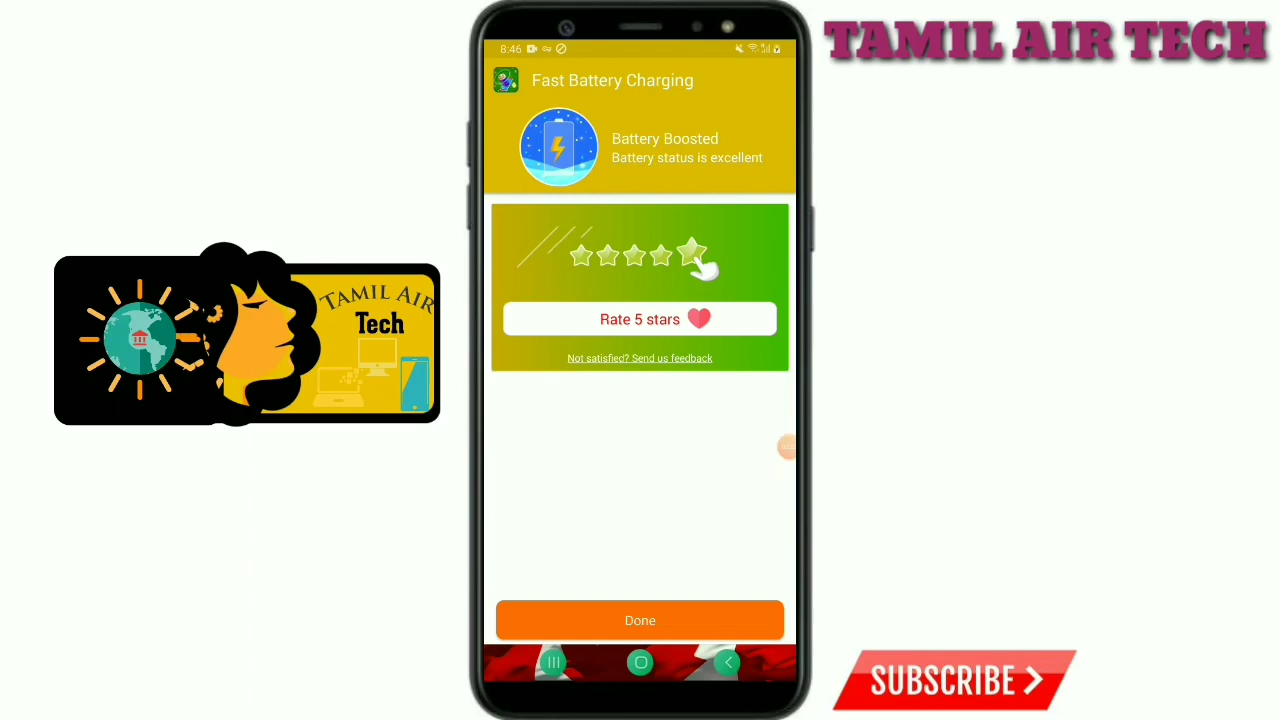 TAMIL AIR TECH
8:46
Fast Battery Charging
Battery Boosted
Battery status is excellent
Rate 5 stars
Not satisfied? Send us feedback
Done
TAMIL AIR
Tech
SUBSCRIBE